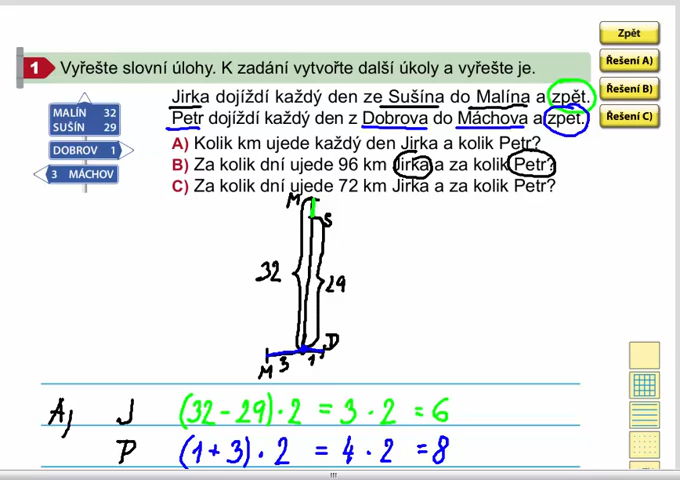 Zpět
1 Vyřešte slovní úlohy. K zadání vytvořte další úkoly a vyřešte je.
Řešení A)
Jirka dojíždí každý den ze Sušína do Malína a zpět.
Řešení B)
MALÍN 32
Petr dojíždí každý den z Dobrova do Máchova a zpět.
Řešení C)
SUŠÍN 29
A) Kolik km ujede každý den Jirka a kolik Petr?
DOBROV 1
B) Za kolik dní ujede 96 km Jirka a za kolik Petr?
3 MÁCHOV
C) Za kolik dní ujede 72 km Jirka a za kolik Petr?
M
S
32
29
D
M 3 1
A) J (32 - 29) · 2 = 3 · 2 = 6
P (1 + 3) · 2 = 4 · 2 = 8